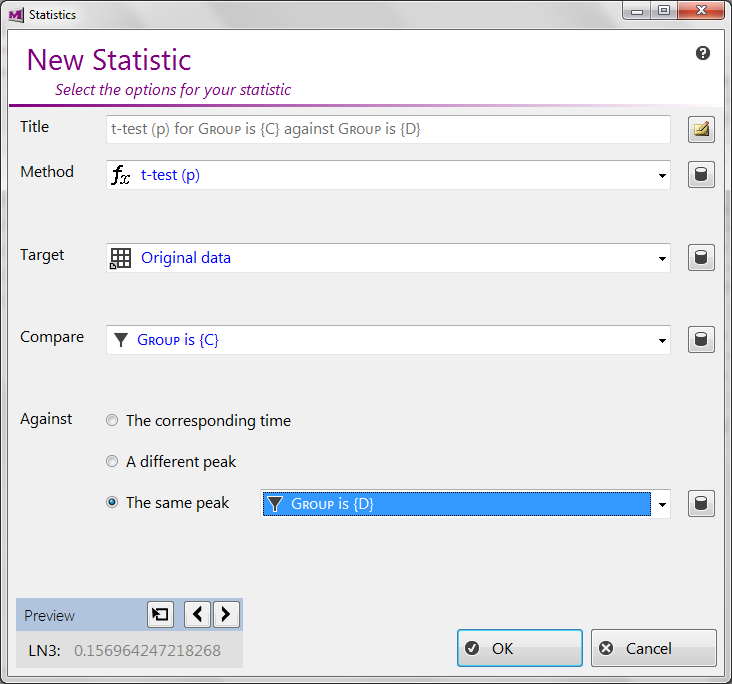 Statistics
New Statistic
Select the options for your statistic
Title t-test (p) for Group is {C} against Group is {D}
Method fx t-test (p)
Target Original data
Compare Group is {C}
Against The corresponding time
A different peak
The same peak Group is {D}
Preview
LN3: 0.156964247218268
OK Cancel